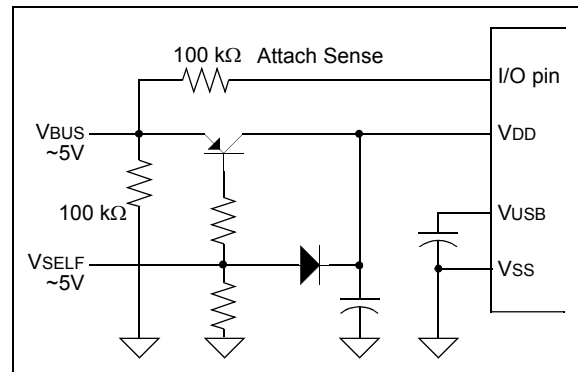 100 kΩ Attach Sense
I/O pin
VBUS
~5V
VDD
100 kΩ
VUSB
VSELF
~5V
VSS